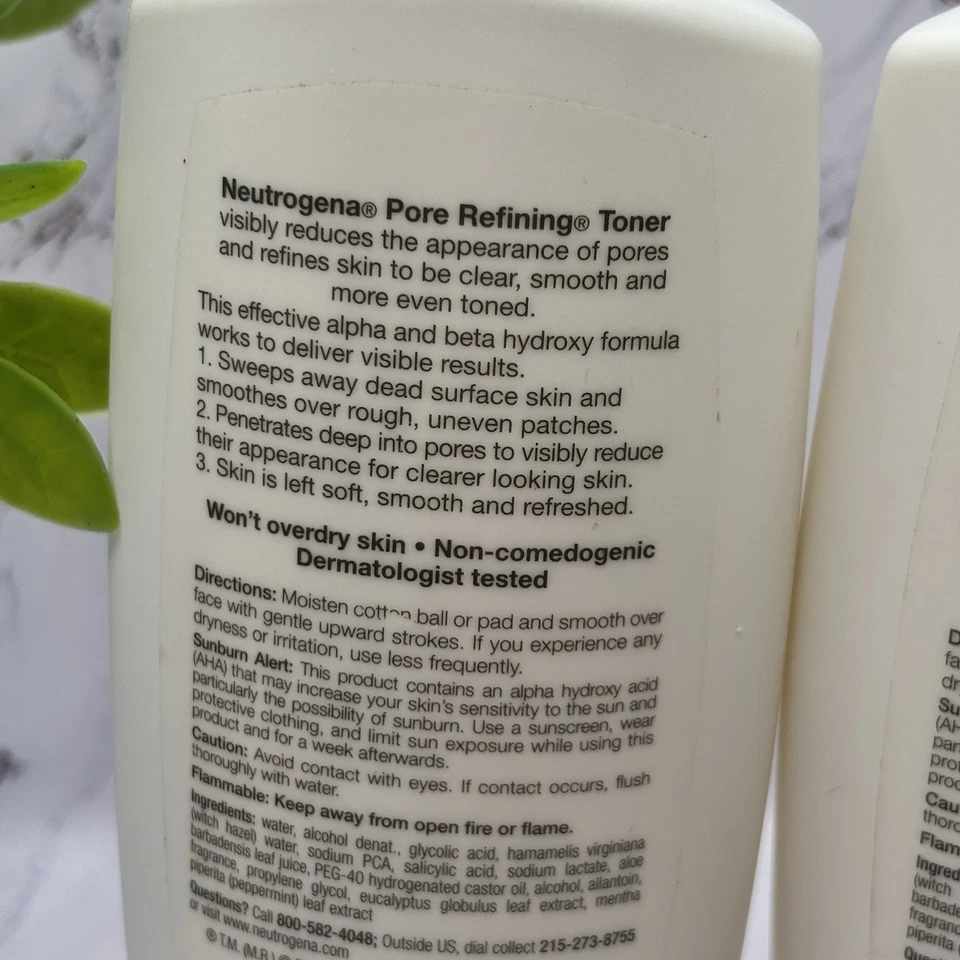 Neutrogena® Pore Refining® Toner
visibly reduces the appearance of pores
and refines skin to be clear, smooth and
more even toned.
This effective alpha and beta hydroxy formula
works to deliver visible results.
1. Sweeps away dead surface skin and
smoothes over rough, uneven patches.
2. Penetrates deep into pores to visibly reduce
their appearance for clearer looking skin.
3. Skin is left soft, smooth and refreshed.
Won't overdry skin • Non-comedogenic
Dermatologist tested
Directions: Moisten cotton ball or pad and smooth over
face with gentle upward strokes. If you experience any
dryness or irritation, use less frequently.
Sunburn Alert: This product contains an alpha hydroxy acid
(AHA) that may increase your skin's sensitivity to the sun and
particularly the possibility of sunburn. Use a sunscreen, wear
protective clothing, and limit sun exposure while using this
product and for a week afterwards.
Caution: Avoid contact with eyes. If contact occurs, flush
thoroughly with water.
Flammable: Keep away from open fire or flame.
Ingredients: water, alcohol denat., glycolic acid, hamamelis virginiana
(witch hazel) water, sodium PCA, salicylic acid, sodium lactate, aloe
barbadensis leaf juice, PEG-40 hydrogenated castor oil, alcohol, allantoin,
fragrance, propylene glycol, eucalyptus globulus leaf extract, mentha
piperita (peppermint) leaf extract
Questions? Call 800-582-4048; Outside US, dial collect 215-273-8755
or visit www.neutrogena.com
® T.M. (M.R.)
D
fa
dr
Su
(AH
par
prot
prod
Cau
thoro
Flam
Ingred
(witch
barbade
fragranc
piperita